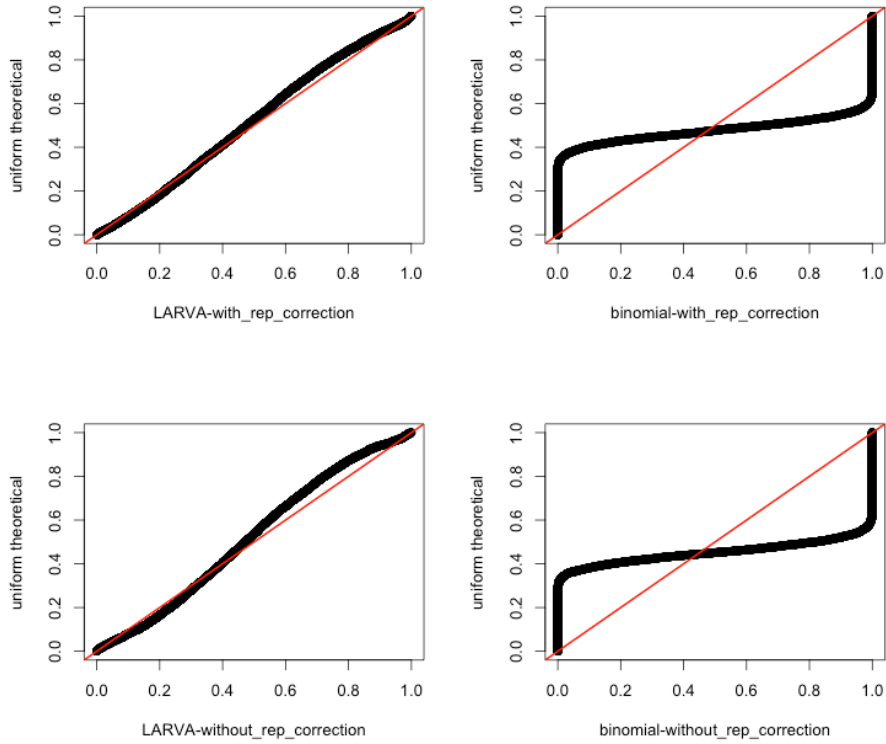 uniform theoretical
1.0
0.8
0.6
0.4
0.2
0.0
0.0 0.2 0.4 0.6 0.8 1.0
LARVA-with_rep_correction
uniform theoretical
1.0
0.8
0.6
0.4
0.2
0.0
0.0 0.2 0.4 0.6 0.8 1.0
binomial-with_rep_correction
uniform theoretical
1.0
0.8
0.6
0.4
0.2
0.0
0.0 0.2 0.4 0.6 0.8 1.0
LARVA-without_rep_correction
uniform theoretical
1.0
0.8
0.6
0.4
0.2
0.0
0.0 0.2 0.4 0.6 0.8 1.0
binomial-without_rep_correction